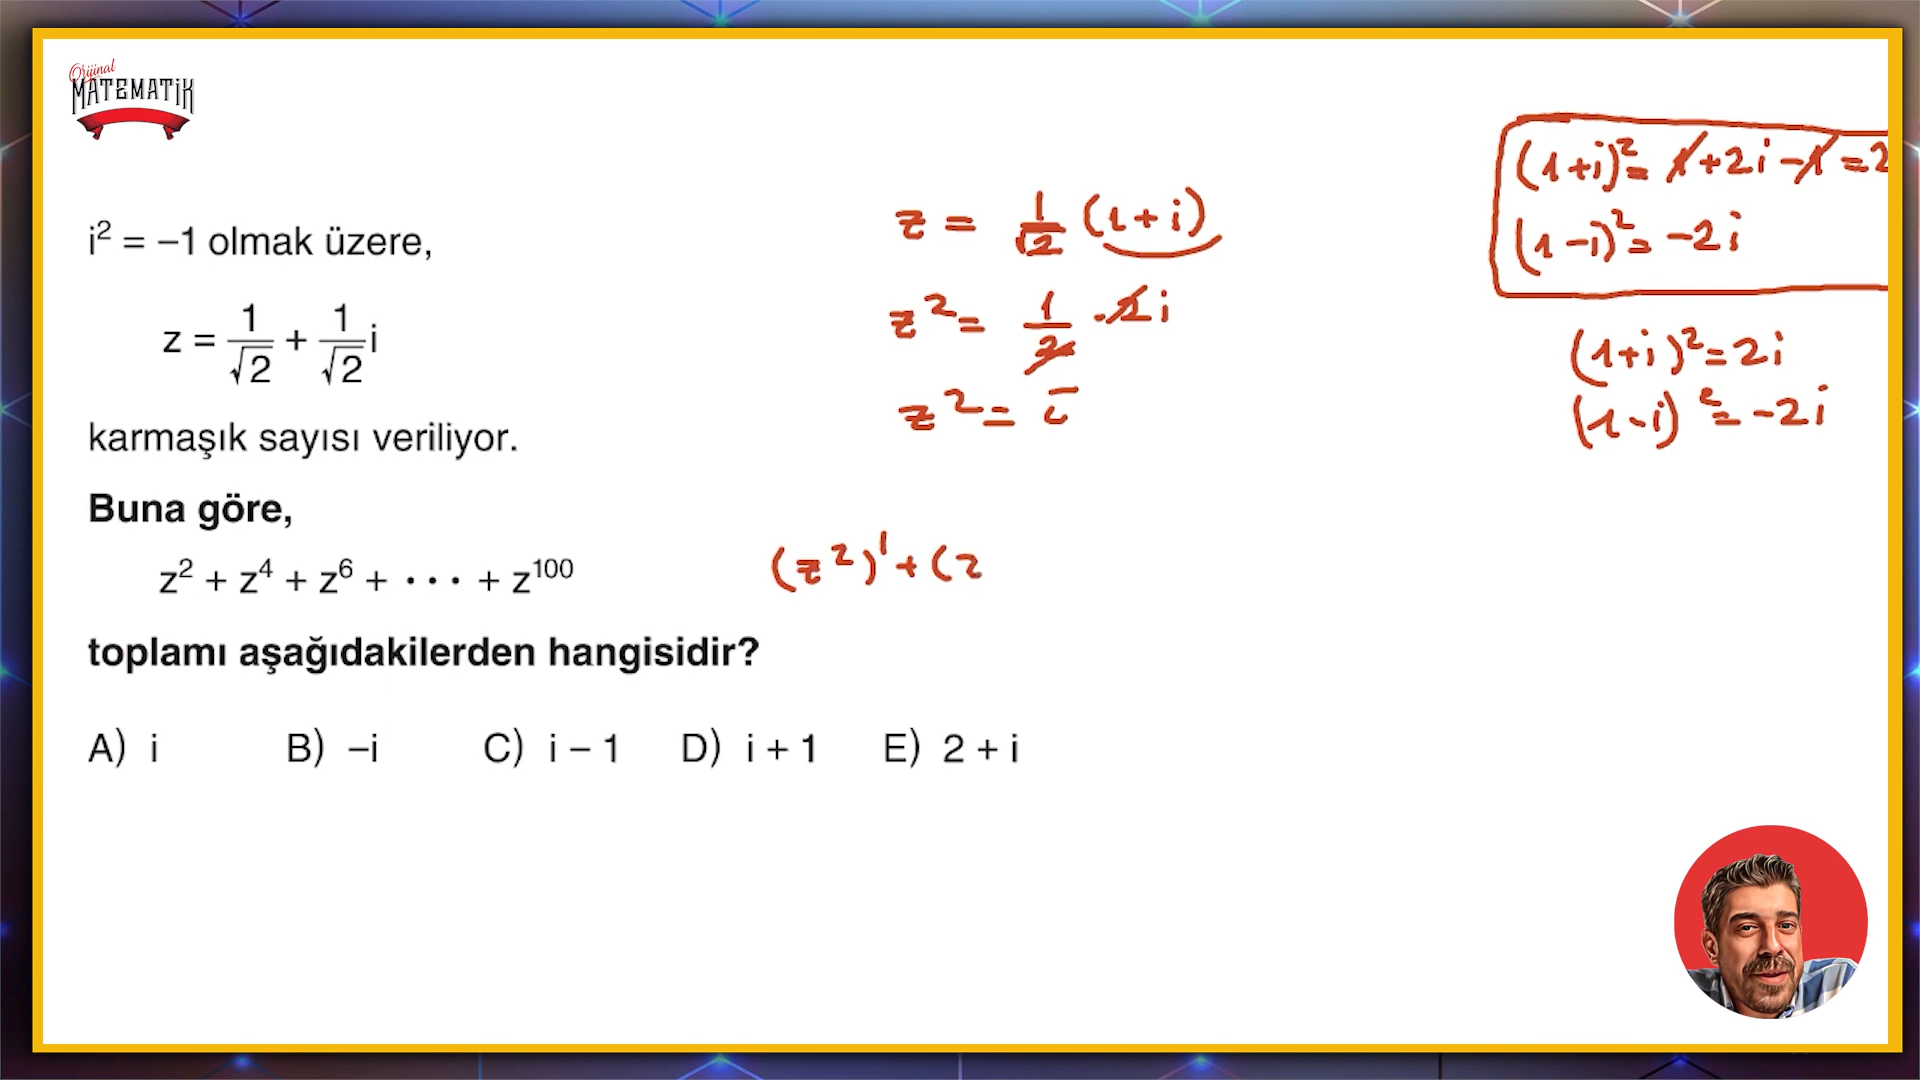 Orijinal
MATEMATİK
i² = –1 olmak üzere,
z = 1/√2 + 1/√2 i
karmaşık sayısı veriliyor.
Buna göre,
z² + z⁴ + z⁶ + · · · + z¹⁰⁰
toplamı aşağıdakilerden hangisidir?
A) i B) –i C) i – 1 D) i + 1 E) 2 + i
z = 1/√2 (1+i)
z² = 1/2 . 2i
z² = i
(z²)¹ + (z
(1+i)² = 1+2i-1 = 2
(1-i)² = -2i
(1+i)² = 2i
(1-i)² = -2i